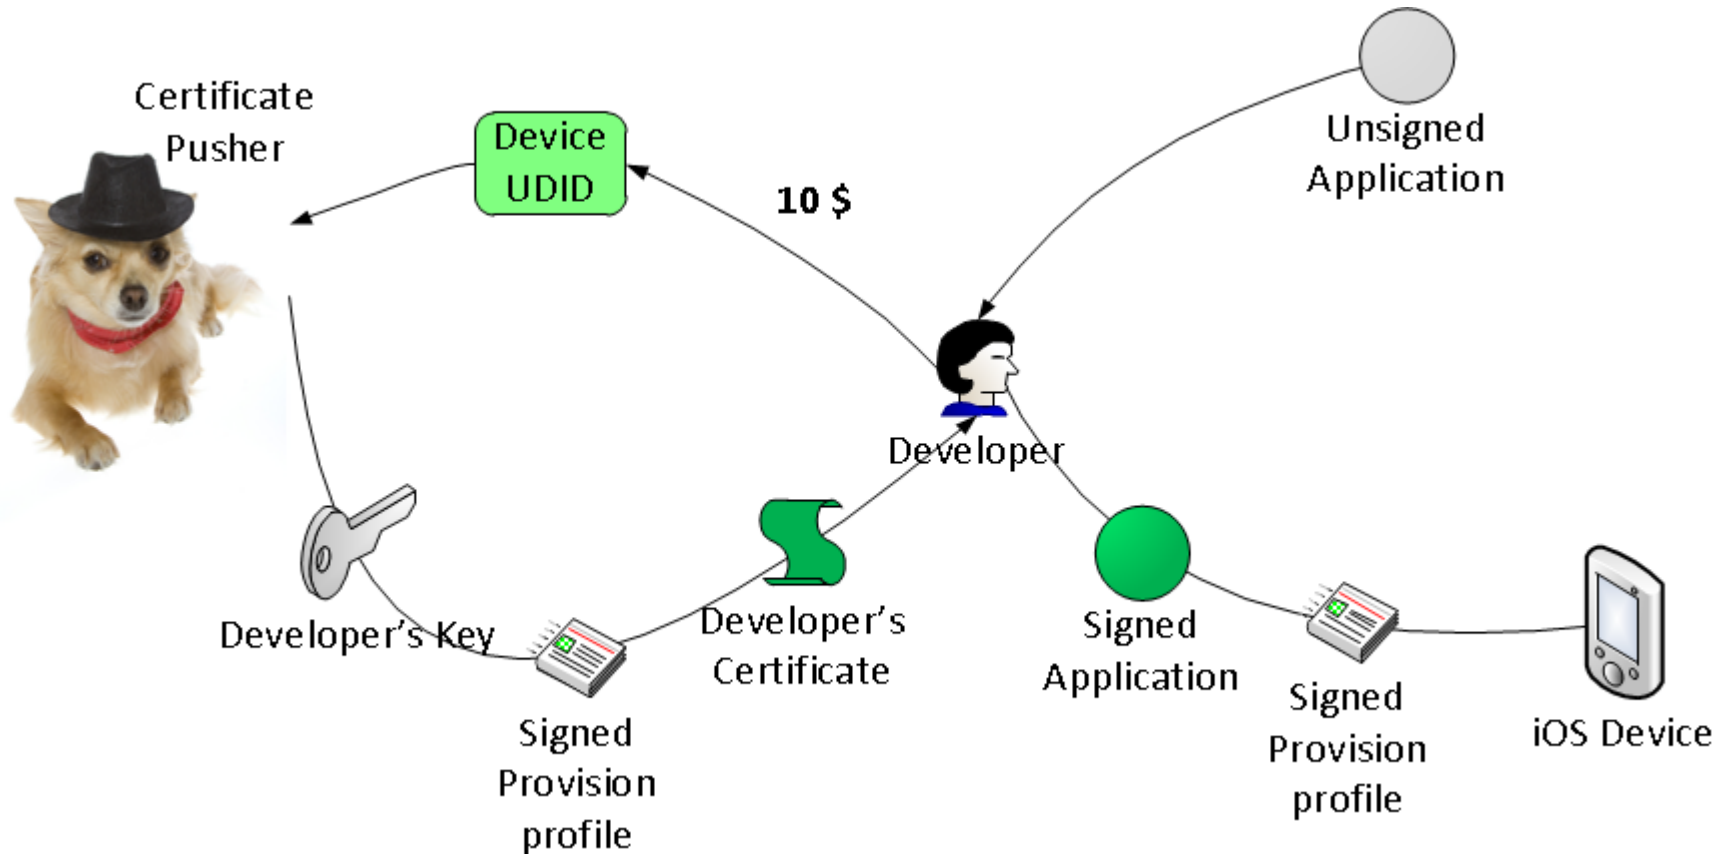 Certificate
Pusher
Device
UDID
10 $
Unsigned
Application
Developer
Developer's Key
Signed
Provision
profile
Developer's
Certificate
Signed
Application
Signed
Provision
profile
iOS Device